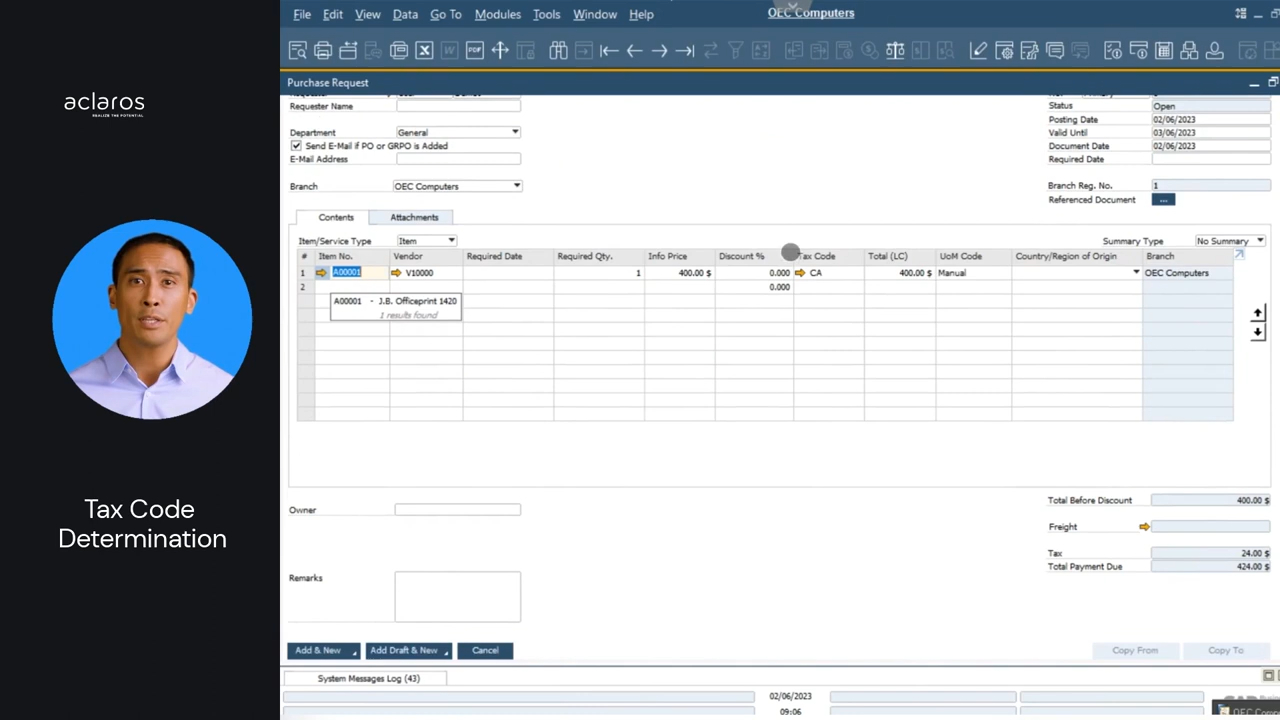 aclaros
REALIZE THE POTENTIAL
Tax Code
Determination
File Edit View Data Go To Modules Tools Window Help
OEC Computers
Purchase Request
Requester Name
Department General
Send E-Mail if PO or GRPO is Added
E-Mail Address
Branch OEC Computers
Status Open
Posting Date 02/06/2023
Valid Until 03/06/2023
Document Date 02/06/2023
Required Date
Branch Reg. No. 1
Referenced Document ...
Contents Attachments
Item/Service Type Item
Summary Type No Summary
# Item No. Vendor Required Date Required Qty. Info Price Discount % Tax Code Total (LC) UoM Code Country/Region of Origin Branch
1 A00001 V10000 1 400.00 $ 0.000 CA 400.00 $ Manual OEC Computers
2 0.000
A00001 - J.B. Officeprint 1420
1 results found
Owner
Remarks
Total Before Discount 400.00 $
Freight
Tax 24.00 $
Total Payment Due 424.00 $
Add & New Add Draft & New Cancel
Copy From Copy To
System Messages Log (43)
02/06/2023
09:06